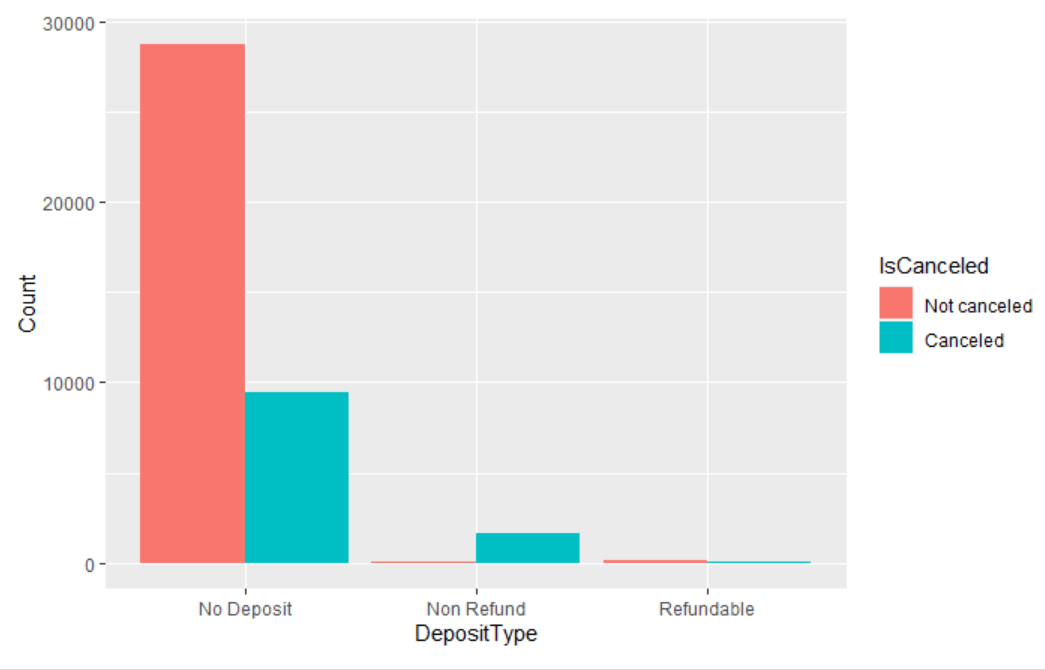 30000
20000
10000
0
Count
No Deposit
Non Refund
Refundable
DepositType
IsCanceled
Not canceled
Canceled